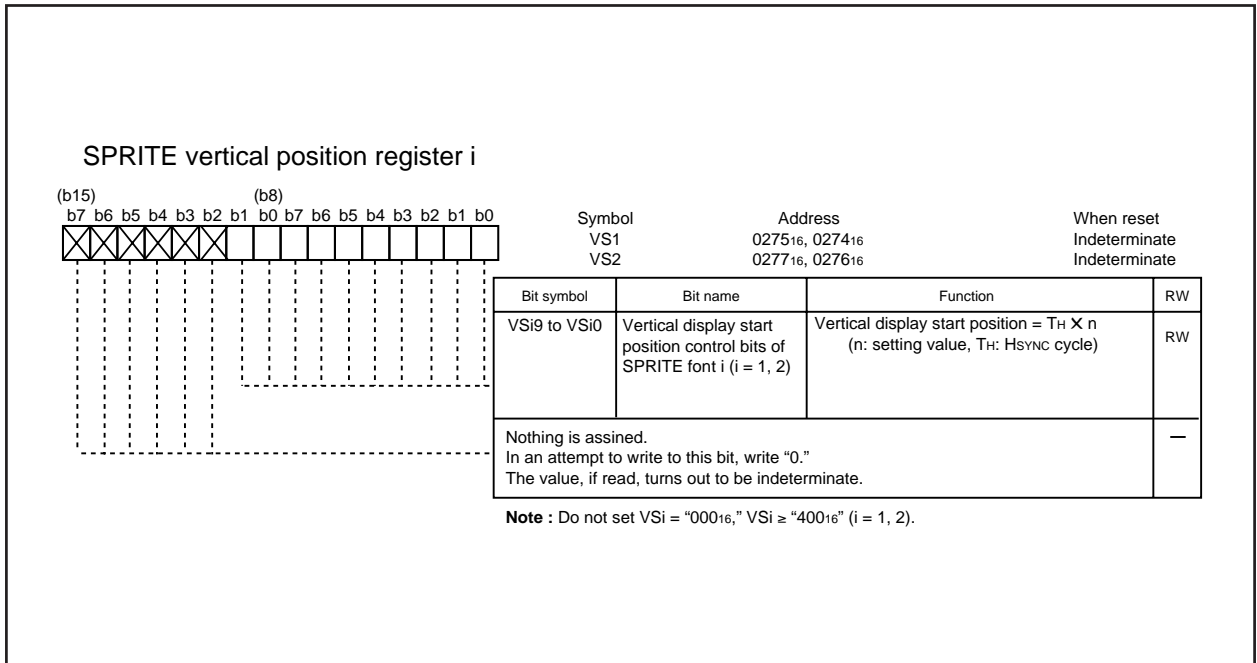 SPRITE vertical position register i
(b15) (b8)
b7 b6 b5 b4 b3 b2 b1 b0 b7 b6 b5 b4 b3 b2 b1 b0
Symbol Address When reset
VS1 027516, 027416 Indeterminate
VS2 027716, 027616 Indeterminate
Bit symbol Bit name Function RW
VSi9 to VSi0 Vertical display start Vertical display start position = TH X n
position control bits of (n: setting value, TH: HSYNC cycle) RW
SPRITE font i (i = 1, 2)
Nothing is assined. —
In an attempt to write to this bit, write “0.”
The value, if read, turns out to be indeterminate.
Note : Do not set VSi = “00016,” VSi ≥ “40016” (i = 1, 2).